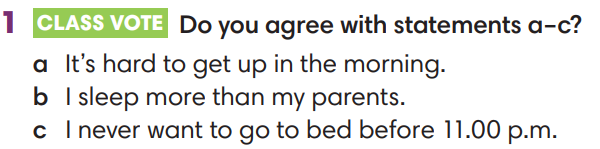 1 CLASS VOTE Do you agree with statements a–c?
a It's hard to get up in the morning.
b I sleep more than my parents.
c I never want to go to bed before 11.00 p.m.